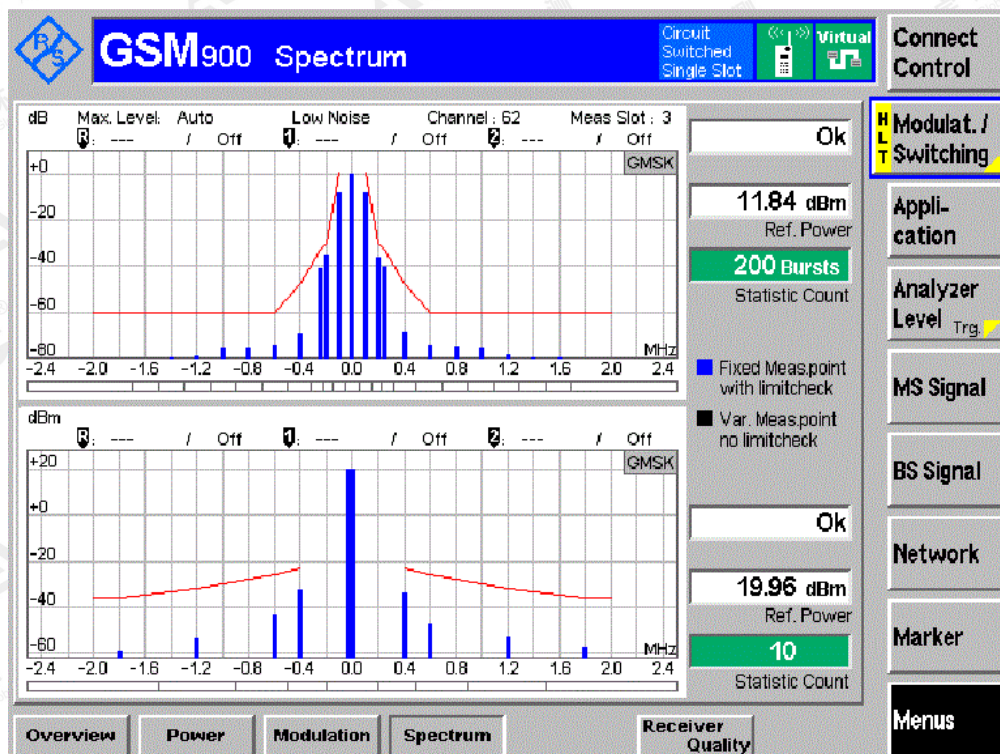 R/S
GSM900 Spectrum
Circuit
Switched
Single Slot
Virtual
Connect
Control
dB Max. Level: Auto Low Noise Channel : 62 Meas Slot : 3
R: --- / Off 1: --- / Off 2: --- / Off
GMSK
+0
-20
-40
-60
-80
MHz
-2.4 -2.0 -1.6 -1.2 -0.8 -0.4 0.0 0.4 0.8 1.2 1.6 2.0 2.4
Ok
11.84 dBm
Ref. Power
200 Bursts
Statistic Count
Fixed Meas.point
with limitcheck
Var. Meas.point
no limitcheck
dBm
R: --- / Off 1: --- / Off 2: --- / Off
GMSK
+20
+0
-20
-40
-60
MHz
-2.4 -2.0 -1.6 -1.2 -0.8 -0.4 0.0 0.4 0.8 1.2 1.6 2.0 2.4
Ok
19.96 dBm
Ref. Power
10
Statistic Count
HLT
Modulat. /
Switching
Appli-
cation
Analyzer
Level Trg.
MS Signal
BS Signal
Network
Marker
Menus
Overview
Power
Modulation
Spectrum
Receiver
Quality